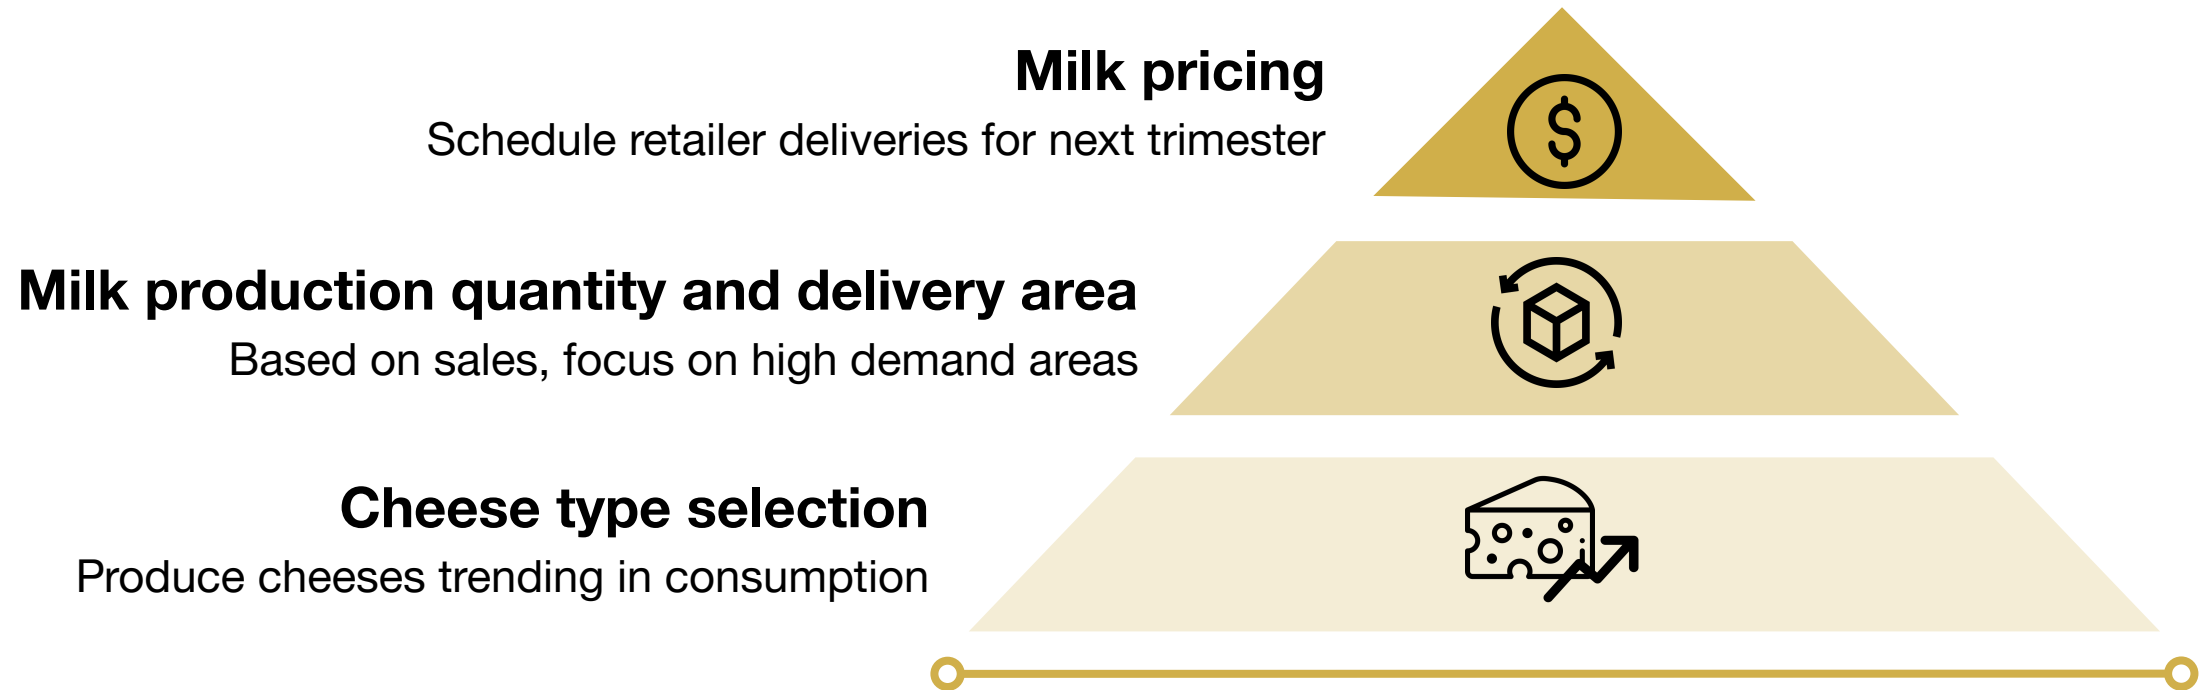 Milk pricing
Schedule retailer deliveries for next trimester
$
Milk production quantity and delivery area
Based on sales, focus on high demand areas
Cheese type selection
Produce cheeses trending in consumption